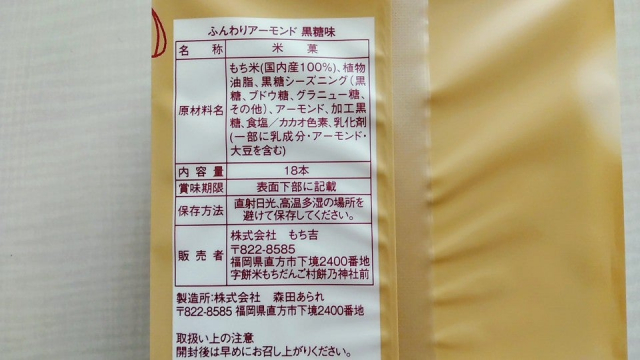 ふんわりアーモンド 黒糖味
名称 米菓
原材料名 もち米(国内産100%)、植物
油脂、黒糖シーズニング(黒
糖、ブドウ糖、グラニュー糖、
その他)、アーモンド、加工黒
糖、食塩/カカオ色素、乳化剤
(一部に乳成分・アーモンド・
大豆を含む)
内容量 18本
賞味期限 表面下部に記載
保存方法 直射日光、高温多湿の場所を
避けて保存してください。
販売者 株式会社 もち吉
〒822-8585
福岡県直方市下境2400番地
字餅米もちだんご村餅乃神社前
製造所:株式会社 森田あられ
〒822-8585 福岡県直方市下境2400番地
取扱い上の注意
開封後は早めにお召し上がりください。